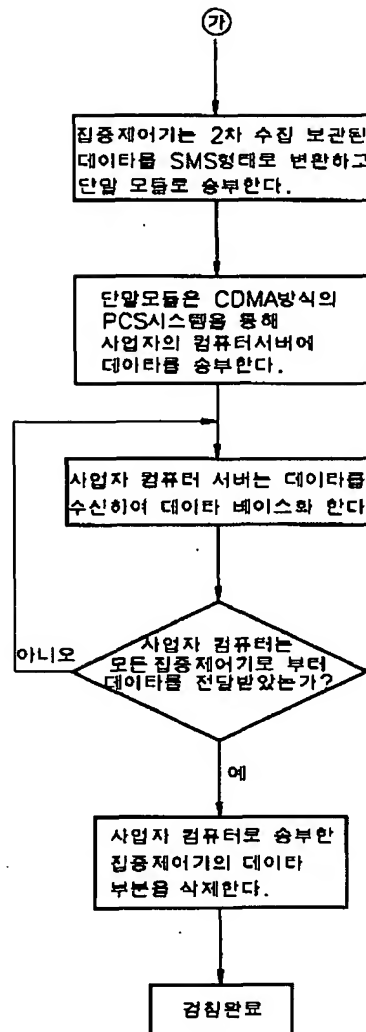 가
집중제어기는 2차 수집 보관된
데이타를 SMS형태로 변환하고
단말 모듈로 송부한다.
단말모듈은 CDMA방식의
PCS시스템을 통해
사업자의 컴퓨터서버에
데이타를 송부한다.
사업자 컴퓨터 서버는 데이타를
수신하여 데이타 베이스화 한다
사업자 컴퓨터는
모든 집중제어기로 부터
데이타를 전달받았는가?
아니오
예
사업자 컴퓨터로 송부한
집중제어기의 데이타
부분을 삭제한다.
검침완료